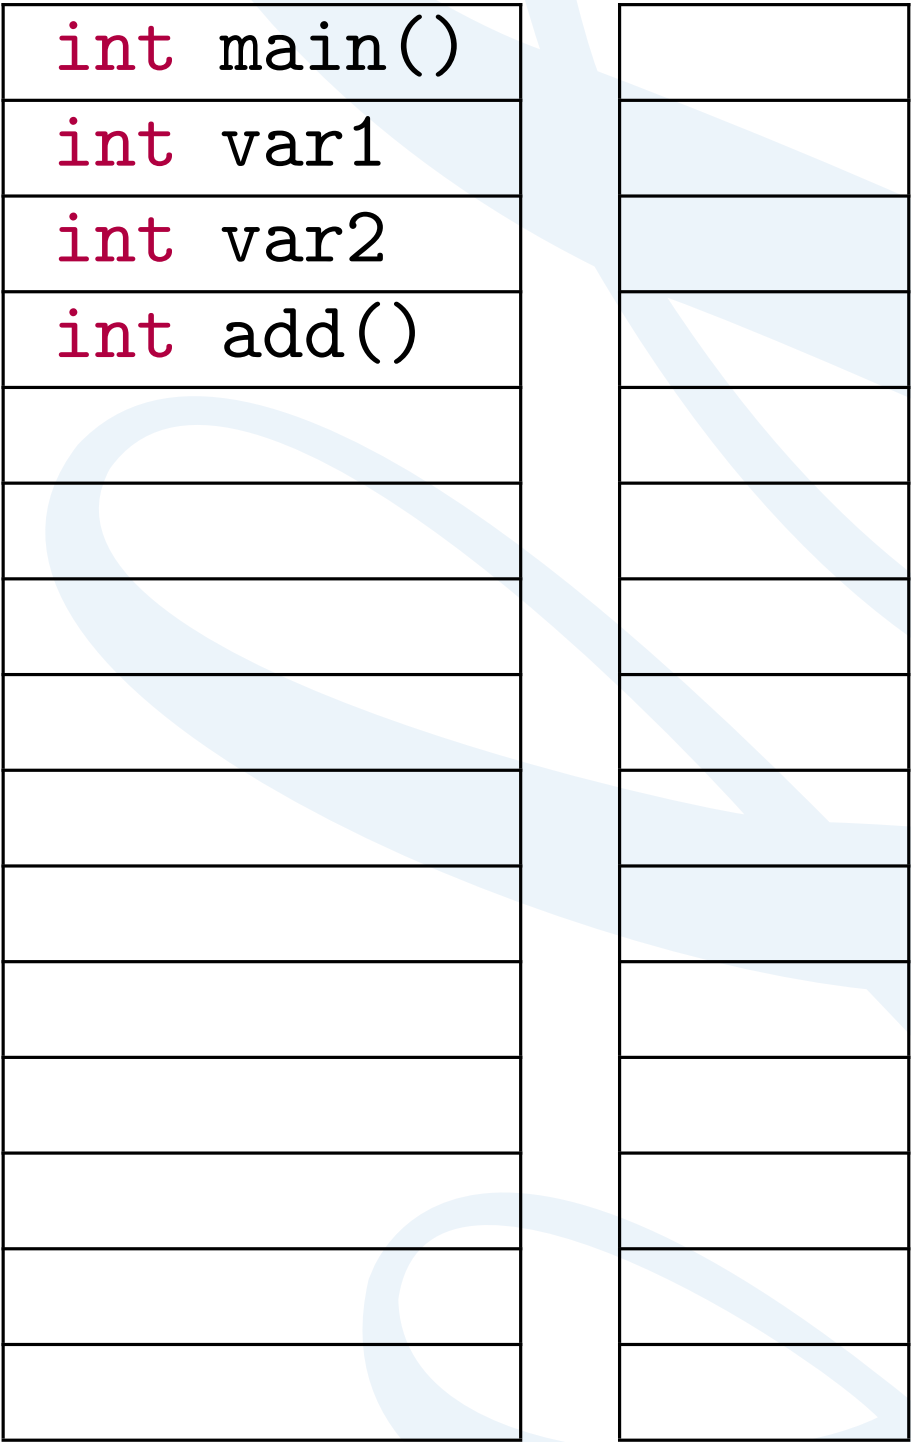 int main()
int var1
int var2
int add()